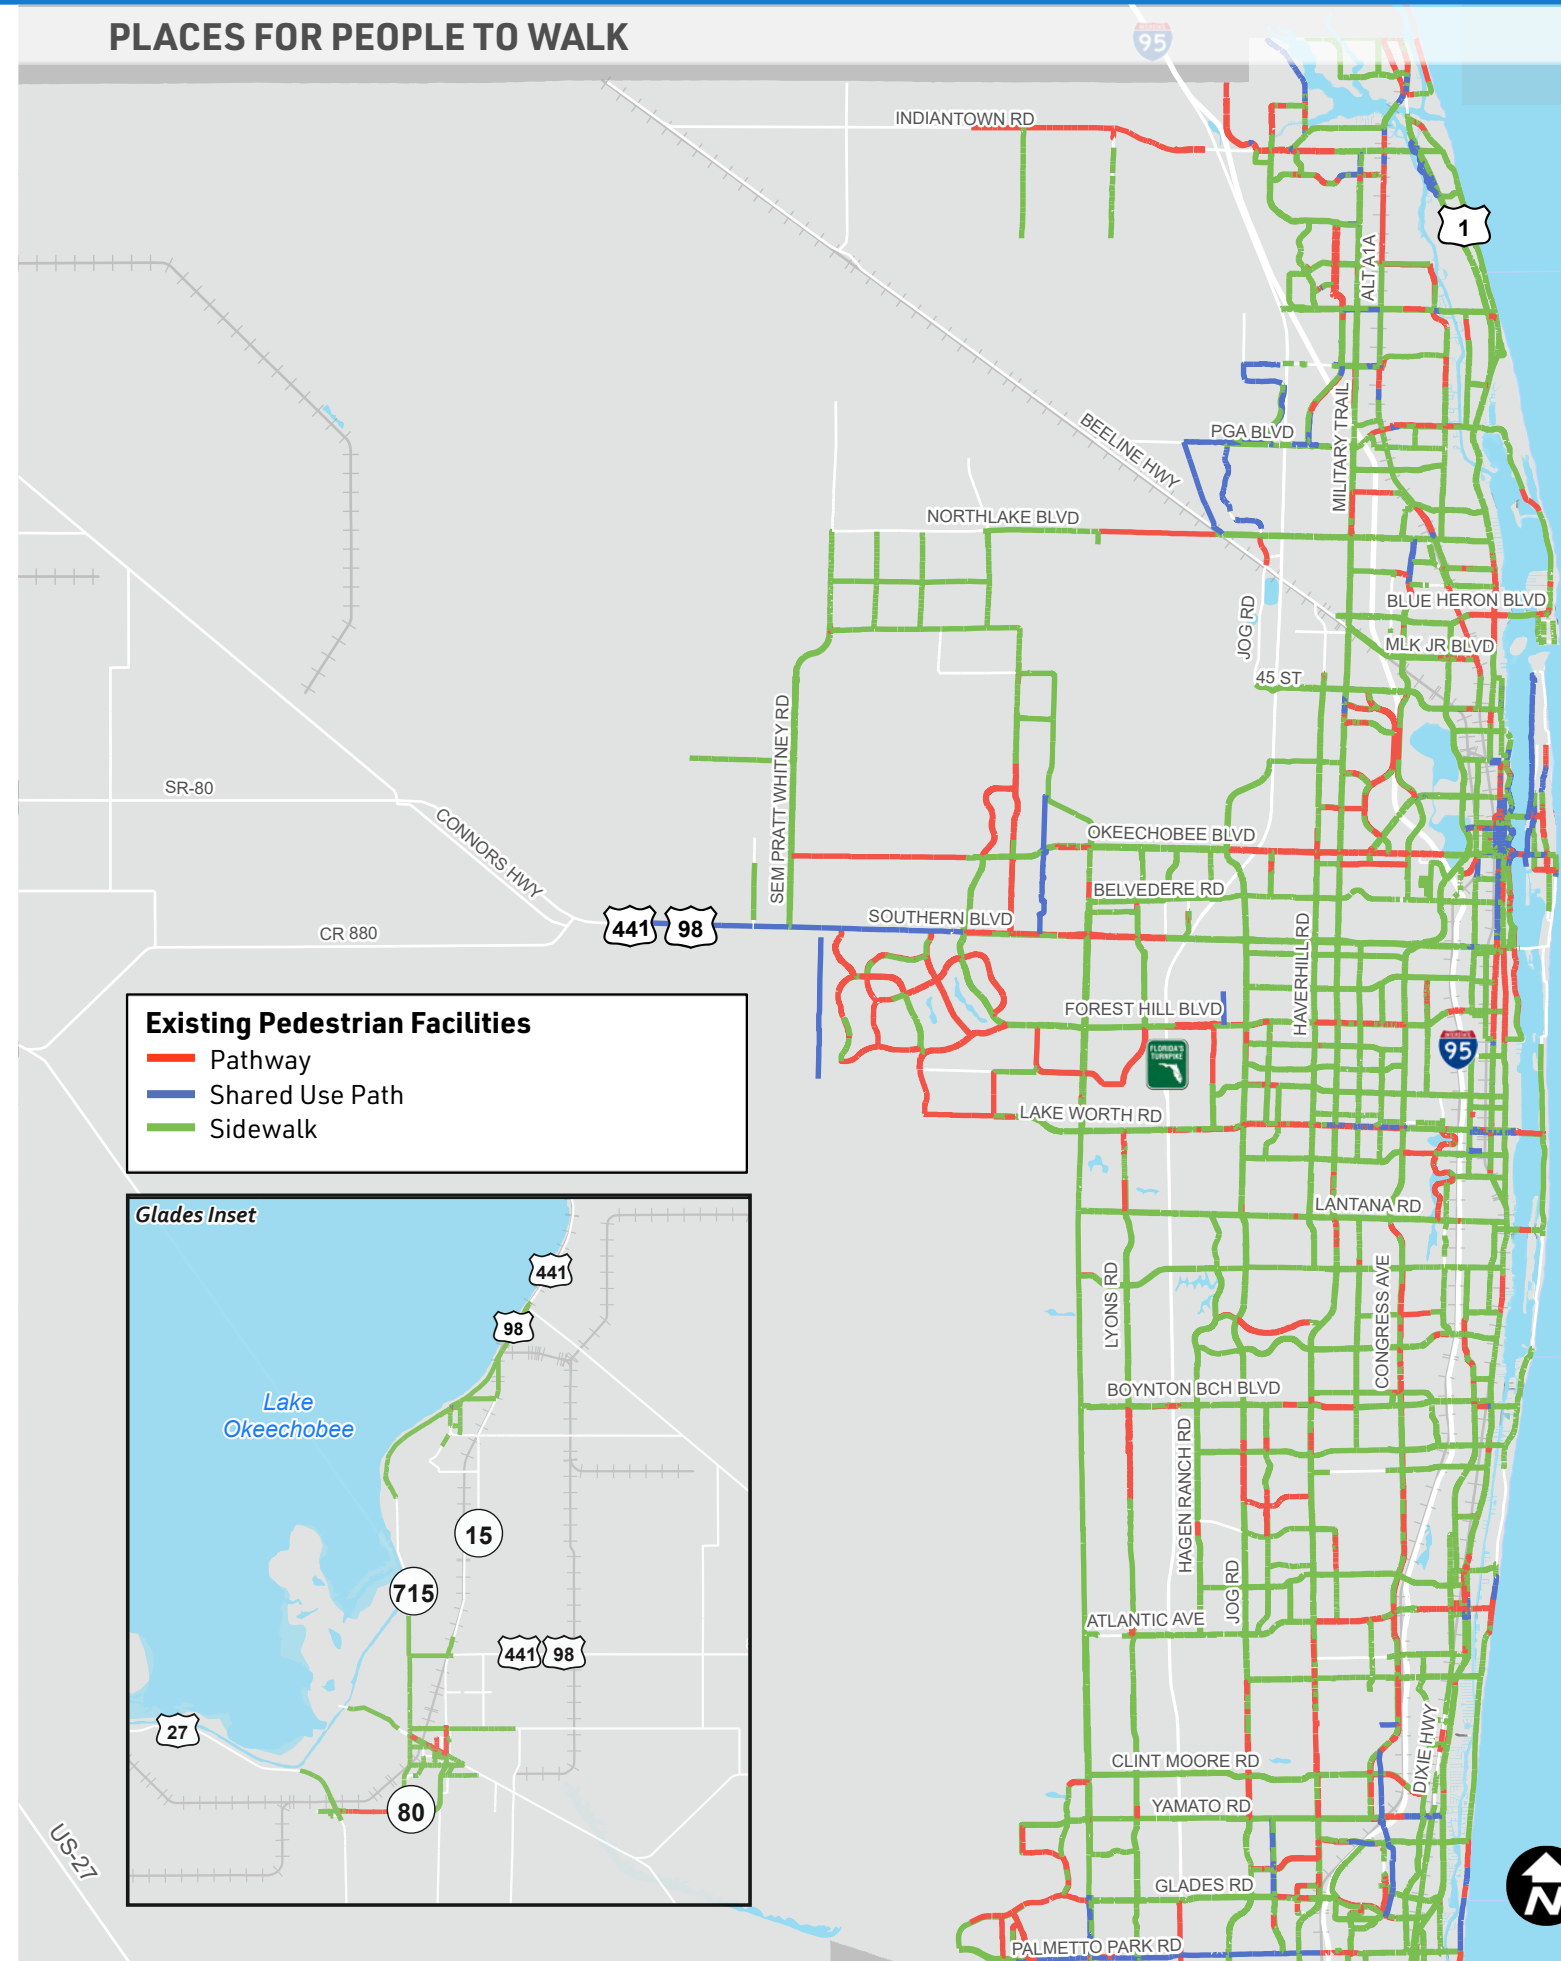 PLACES FOR PEOPLE TO WALK
95
INDIANTOWN RD
1
ALT A1A
MILITARY TRAIL
BEELINE HWY
PGA BLVD
NORTHLAKE BLVD
BLUE HERON BLVD
JOG RD
MLK JR BLVD
45 ST
SEM PRATT WHITNEY RD
SR-80
CONNORS HWY
OKEECHOBEE BLVD
BELVEDERE RD
441
98
SOUTHERN BLVD
CR 880
HAVERHILL RD
FOREST HILL BLVD
FLORIDA'S
TURNPIKE
95
Existing Pedestrian Facilities
Pathway
Shared Use Path
Sidewalk
LAKE WORTH RD
LANTANA RD
LYONS RD
CONGRESS AVE
BOYNTON BCH BLVD
HAGEN RANCH RD
JOG RD
ATLANTIC AVE
DIXIE HWY
CLINT MOORE RD
YAMATO RD
GLADES RD
PALMETTO PARK RD
Glades Inset
441
98
Lake
Okeechobee
15
715
441
98
27
80
US-27
N